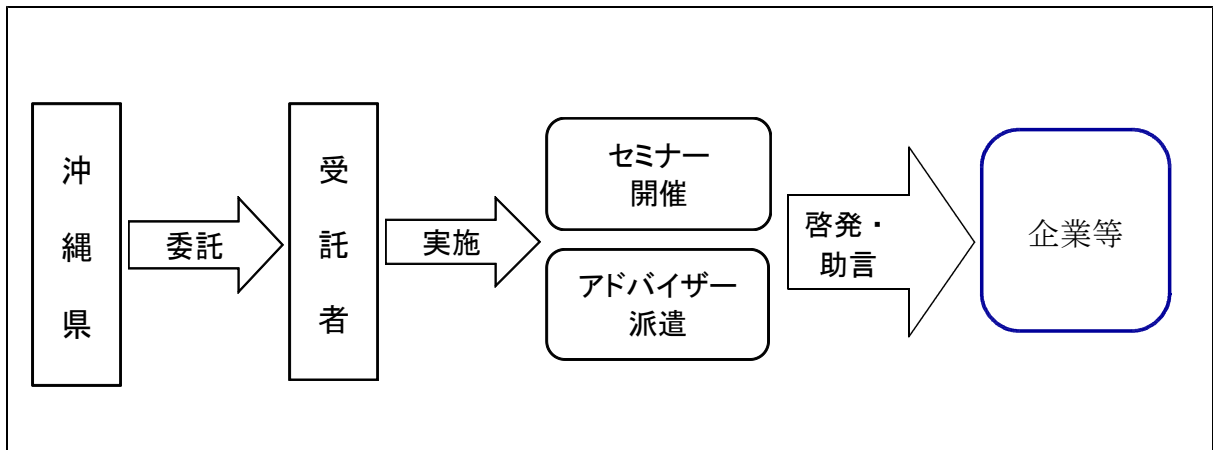 沖縄県
委託
受託者
実施
セミナー
開催
アドバイザー
派遣
啓発・
助言
企業等